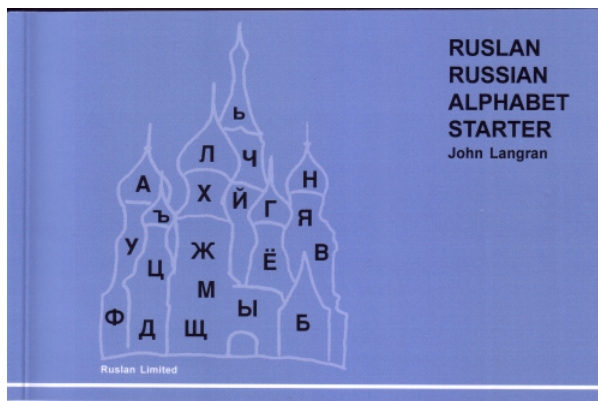 RUSLAN
RUSSIAN
ALPHABET
STARTER
John Langran
ь
Л Ч
А Х Й Г Н
Ъ Я
У Ж Ё В
Ц
М
Ф Д Щ Ы Б
Ruslan Limited